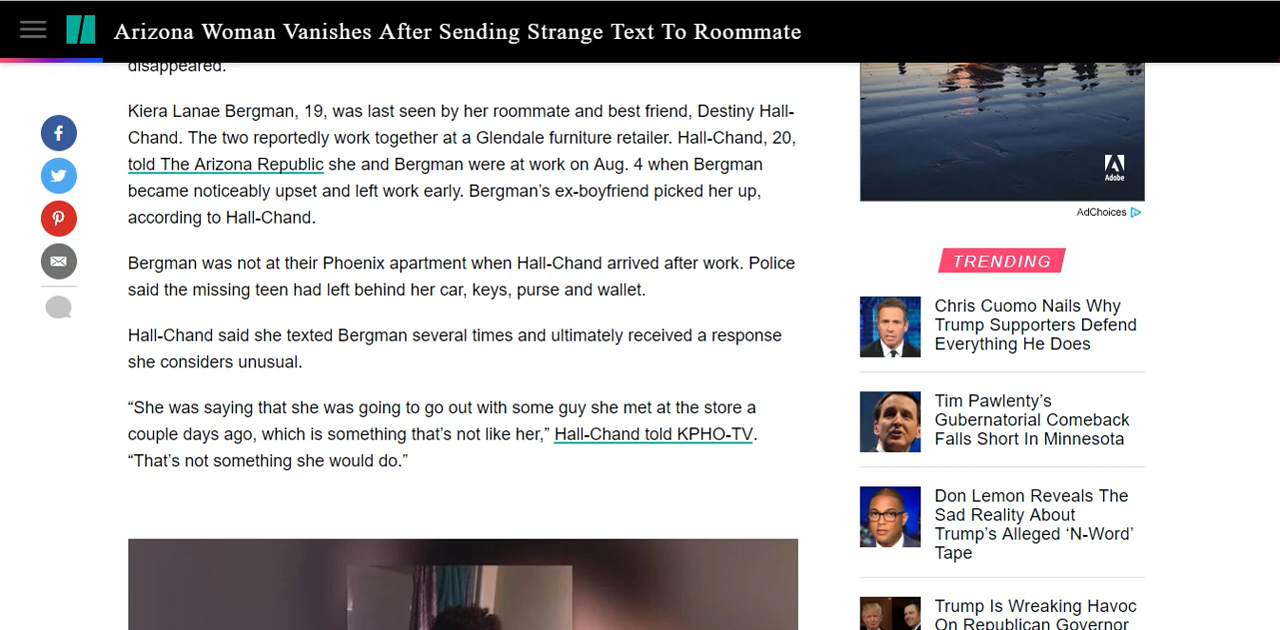 Arizona Woman Vanishes After Sending Strange Text To Roommate
disappeared.
Kiera Lanae Bergman, 19, was last seen by her roommate and best friend, Destiny Hall-
Chand. The two reportedly work together at a Glendale furniture retailer. Hall-Chand, 20,
told The Arizona Republic she and Bergman were at work on Aug. 4 when Bergman
became noticeably upset and left work early. Bergman’s ex-boyfriend picked her up,
according to Hall-Chand.
Bergman was not at their Phoenix apartment when Hall-Chand arrived after work. Police
said the missing teen had left behind her car, keys, purse and wallet.
Hall-Chand said she texted Bergman several times and ultimately received a response
she considers unusual.
“She was saying that she was going to go out with some guy she met at the store a
couple days ago, which is something that’s not like her,” Hall-Chand told KPHO-TV.
“That’s not something she would do.”
Adobe
AdChoices
TRENDING
Chris Cuomo Nails Why
Trump Supporters Defend
Everything He Does
Tim Pawlenty’s
Gubernatorial Comeback
Falls Short In Minnesota
Don Lemon Reveals The
Sad Reality About
Trump’s Alleged ‘N-Word’
Tape
Trump Is Wreaking Havoc
On Republican Governor